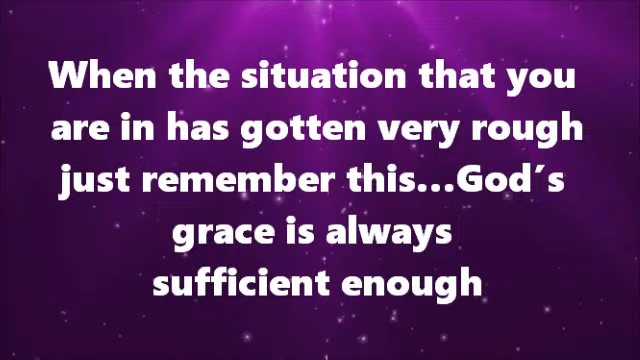 When the situation that you
are in has gotten very rough
just remember this...God´s
grace is always
sufficient enough